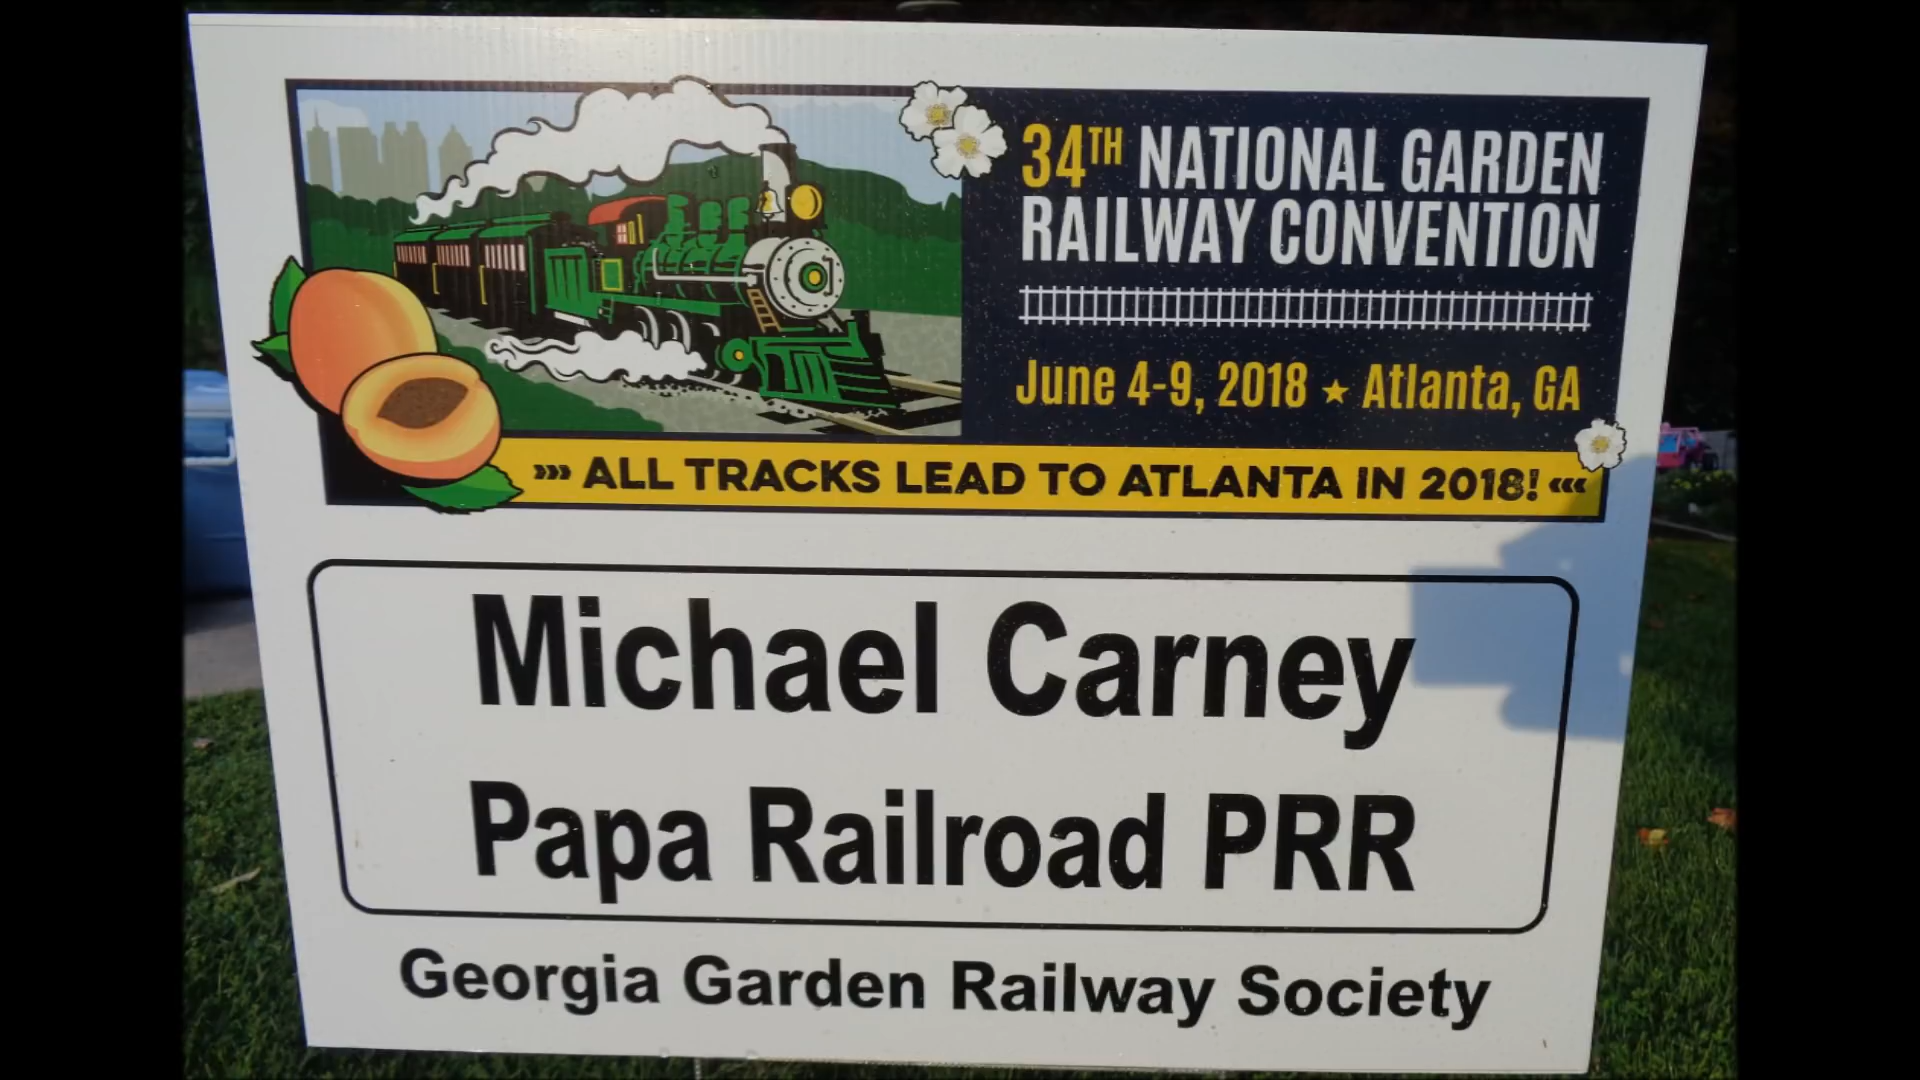 34TH NATIONAL GARDEN
RAILWAY CONVENTION
June 4-9, 2018 ★ Atlanta, GA
»» ALL TRACKS LEAD TO ATLANTA IN 2018! ««
Michael Carney
Papa Railroad PRR
Georgia Garden Railway Society